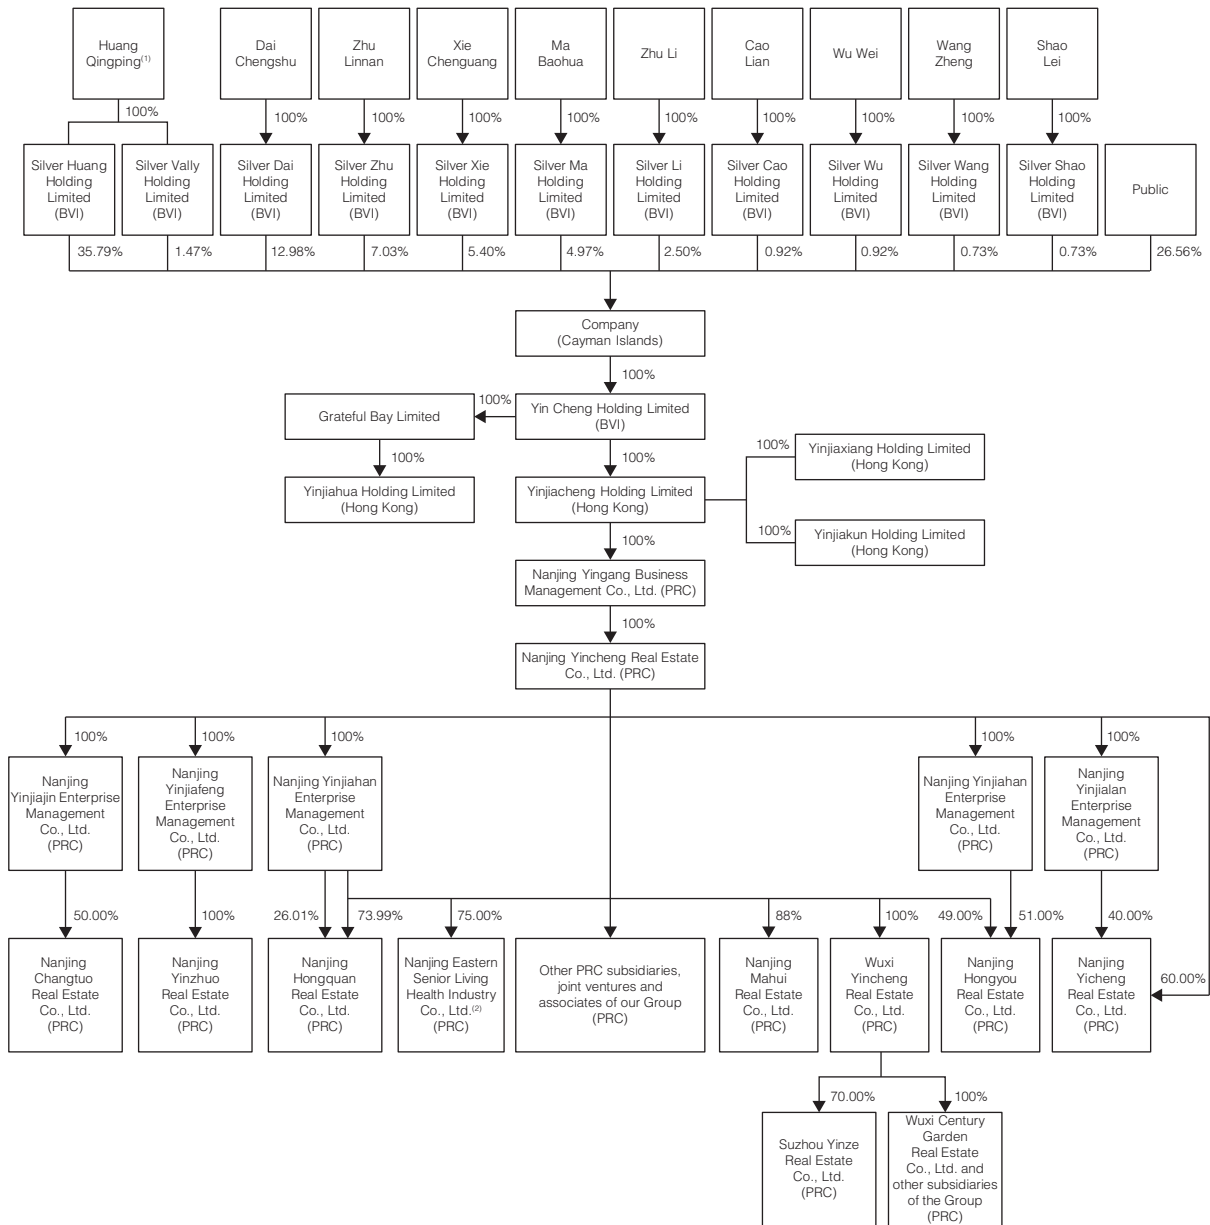 Huang
Qingping(1)
Dai
Chengshu
Zhu
Linnan
Xie
Chenguang
Ma
Baohua
Zhu Li
Cao
Lian
Wu Wei
Wang
Zheng
Shao
Lei
100%
100%
100%
100%
100%
100%
100%
100%
100%
100%
Silver Huang
Holding
Limited
(BVI)
Silver Vally
Holding
Limited
(BVI)
Silver Dai
Holding
Limited
(BVI)
Silver Zhu
Holding
Limited
(BVI)
Silver Xie
Holding
Limited
(BVI)
Silver Ma
Holding
Limited
(BVI)
Silver Li
Holding
Limited
(BVI)
Silver Cao
Holding
Limited
(BVI)
Silver Wu
Holding
Limited
(BVI)
Silver Wang
Holding
Limited
(BVI)
Silver Shao
Holding
Limited
(BVI)
Public
35.79%
1.47%
12.98%
7.03%
5.40%
4.97%
2.50%
0.92%
0.92%
0.73%
0.73%
26.56%
Company
(Cayman Islands)
100%
Grateful Bay Limited
100%
Yin Cheng Holding Limited
(BVI)
100%
100%
Yinjiahua Holding Limited
(Hong Kong)
Yinjiacheng Holding Limited
(Hong Kong)
100%
Yinjiaxiang Holding Limited
(Hong Kong)
100%
Yinjiakun Holding Limited
(Hong Kong)
100%
Nanjing Yingang Business
Management Co., Ltd. (PRC)
100%
Nanjing Yincheng Real Estate
Co., Ltd. (PRC)
100%
100%
100%
100%
100%
Nanjing
Yinjiajin Enterprise
Management
Co., Ltd.
(PRC)
Nanjing
Yinjiafeng
Enterprise
Management
Co., Ltd.
(PRC)
Nanjing Yinjiahan
Enterprise
Management
Co., Ltd.
(PRC)
Nanjing Yinjiahan
Enterprise
Management
Co., Ltd.
(PRC)
Nanjing
Yinjialan
Enterprise
Management
Co., Ltd.
(PRC)
50.00%
100%
26.01%
73.99%
75.00%
88%
100%
49.00%
51.00%
40.00%
Nanjing
Changtuo
Real Estate
Co., Ltd.
(PRC)
Nanjing
Yinzhuo
Real Estate
Co., Ltd.
(PRC)
Nanjing
Hongquan
Real Estate
Co., Ltd.
(PRC)
Nanjing Eastern
Senior Living
Health Industry
Co., Ltd.(2)
(PRC)
Other PRC subsidiaries,
joint ventures and
associates of our Group
(PRC)
Nanjing
Mahui
Real Estate
Co., Ltd.
(PRC)
Wuxi
Yincheng
Real Estate
Co., Ltd.
(PRC)
Nanjing
Hongyou
Real Estate
Co., Ltd.
(PRC)
Nanjing
Yicheng
Real Estate
Co., Ltd.
(PRC)
60.00%
70.00%
100%
Suzhou Yinze
Real Estate
Co., Ltd.
(PRC)
Wuxi Century
Garden
Real Estate
Co., Ltd. and
other subsidiaries
of the Group
(PRC)